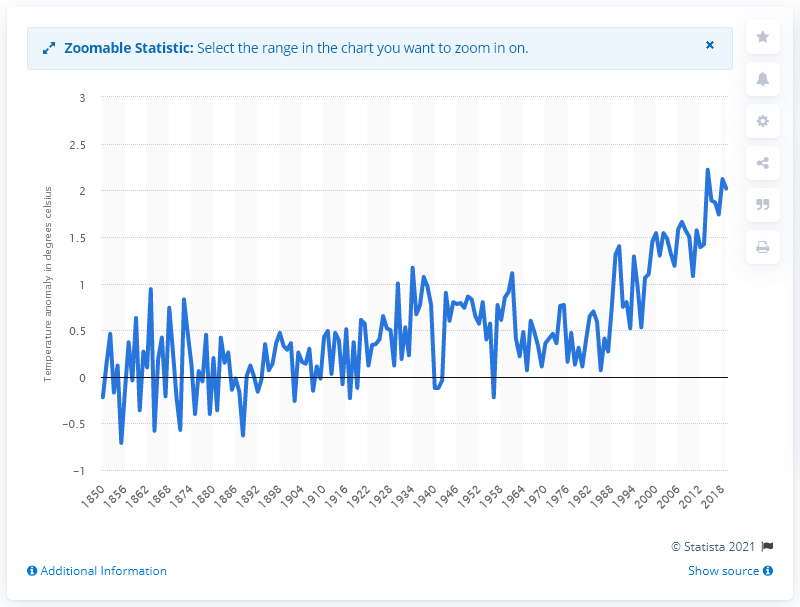 Zoomable Statistic: Select the range in the chart you want to zoom in on.
Temperature anomaly in degrees celsius
3
2.5
2
1.5
1
0.5
0
−0.5
−1
1850 1856 1862 1868 1874 1880 1886 1892 1898 1904 1910 1916 1922 1928 1934 1940 1946 1952 1958 1964 1970 1976 1982 1988 1994 2000 2006 2012 2018
© Statista 2021
Additional Information
Show source